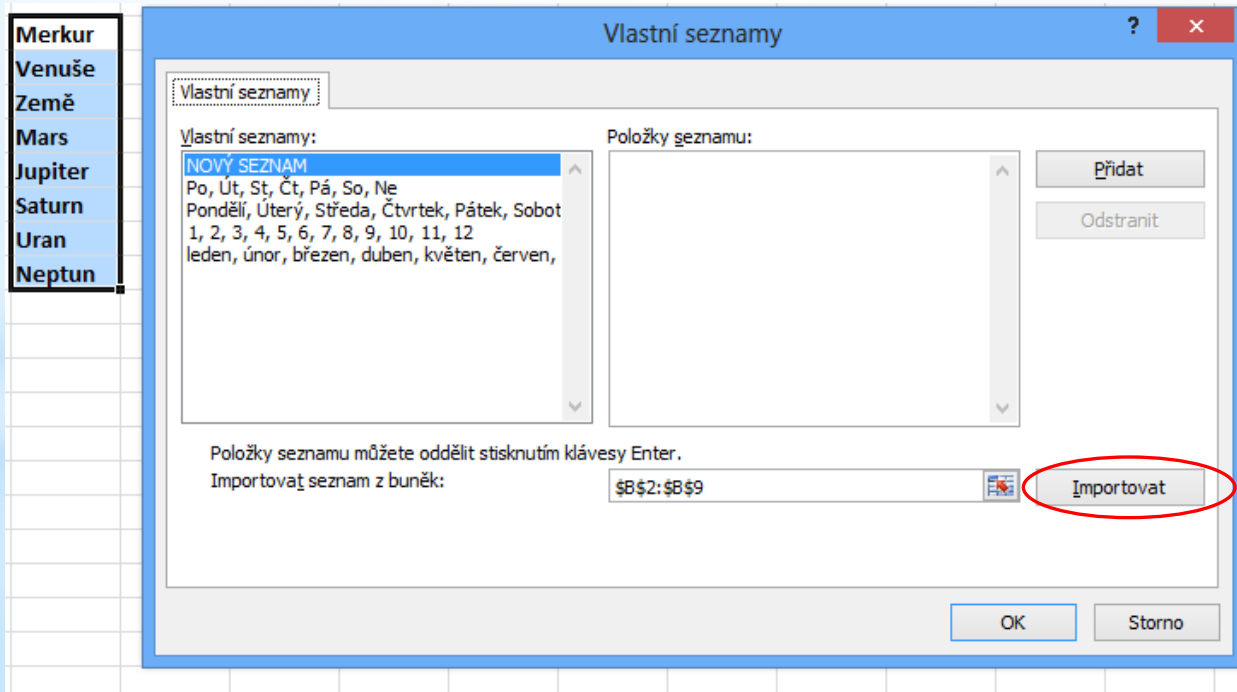 Merkur
Venuše
Země
Mars
Jupiter
Saturn
Uran
Neptun
Vlastní seznamy
?
Vlastní seznamy
Vlastní seznamy:
NOVÝ SEZNAM
Po, Út, St, Čt, Pá, So, Ne
Pondělí, Úterý, Středa, Čtvrtek, Pátek, Sobot
1, 2, 3, 4, 5, 6, 7, 8, 9, 10, 11, 12
leden, únor, březen, duben, květen, červen,
Položky seznamu:
Přidat
Odstranit
Položky seznamu můžete oddělit stisknutím klávesy Enter.
Importovat seznam z buněk:
$B$2:$B$9
Importovat
OK
Storno